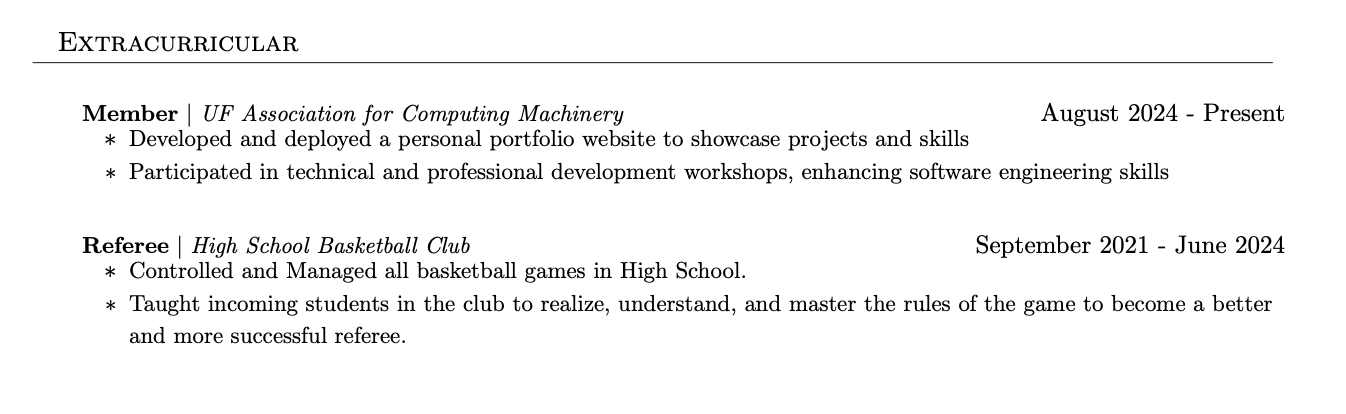 EXTRACURRICULAR
Member | UF Association for Computing Machinery August 2024 - Present
* Developed and deployed a personal portfolio website to showcase projects and skills
* Participated in technical and professional development workshops, enhancing software engineering skills
Referee | High School Basketball Club September 2021 - June 2024
* Controlled and Managed all basketball games in High School.
* Taught incoming students in the club to realize, understand, and master the rules of the game to become a better
and more successful referee.